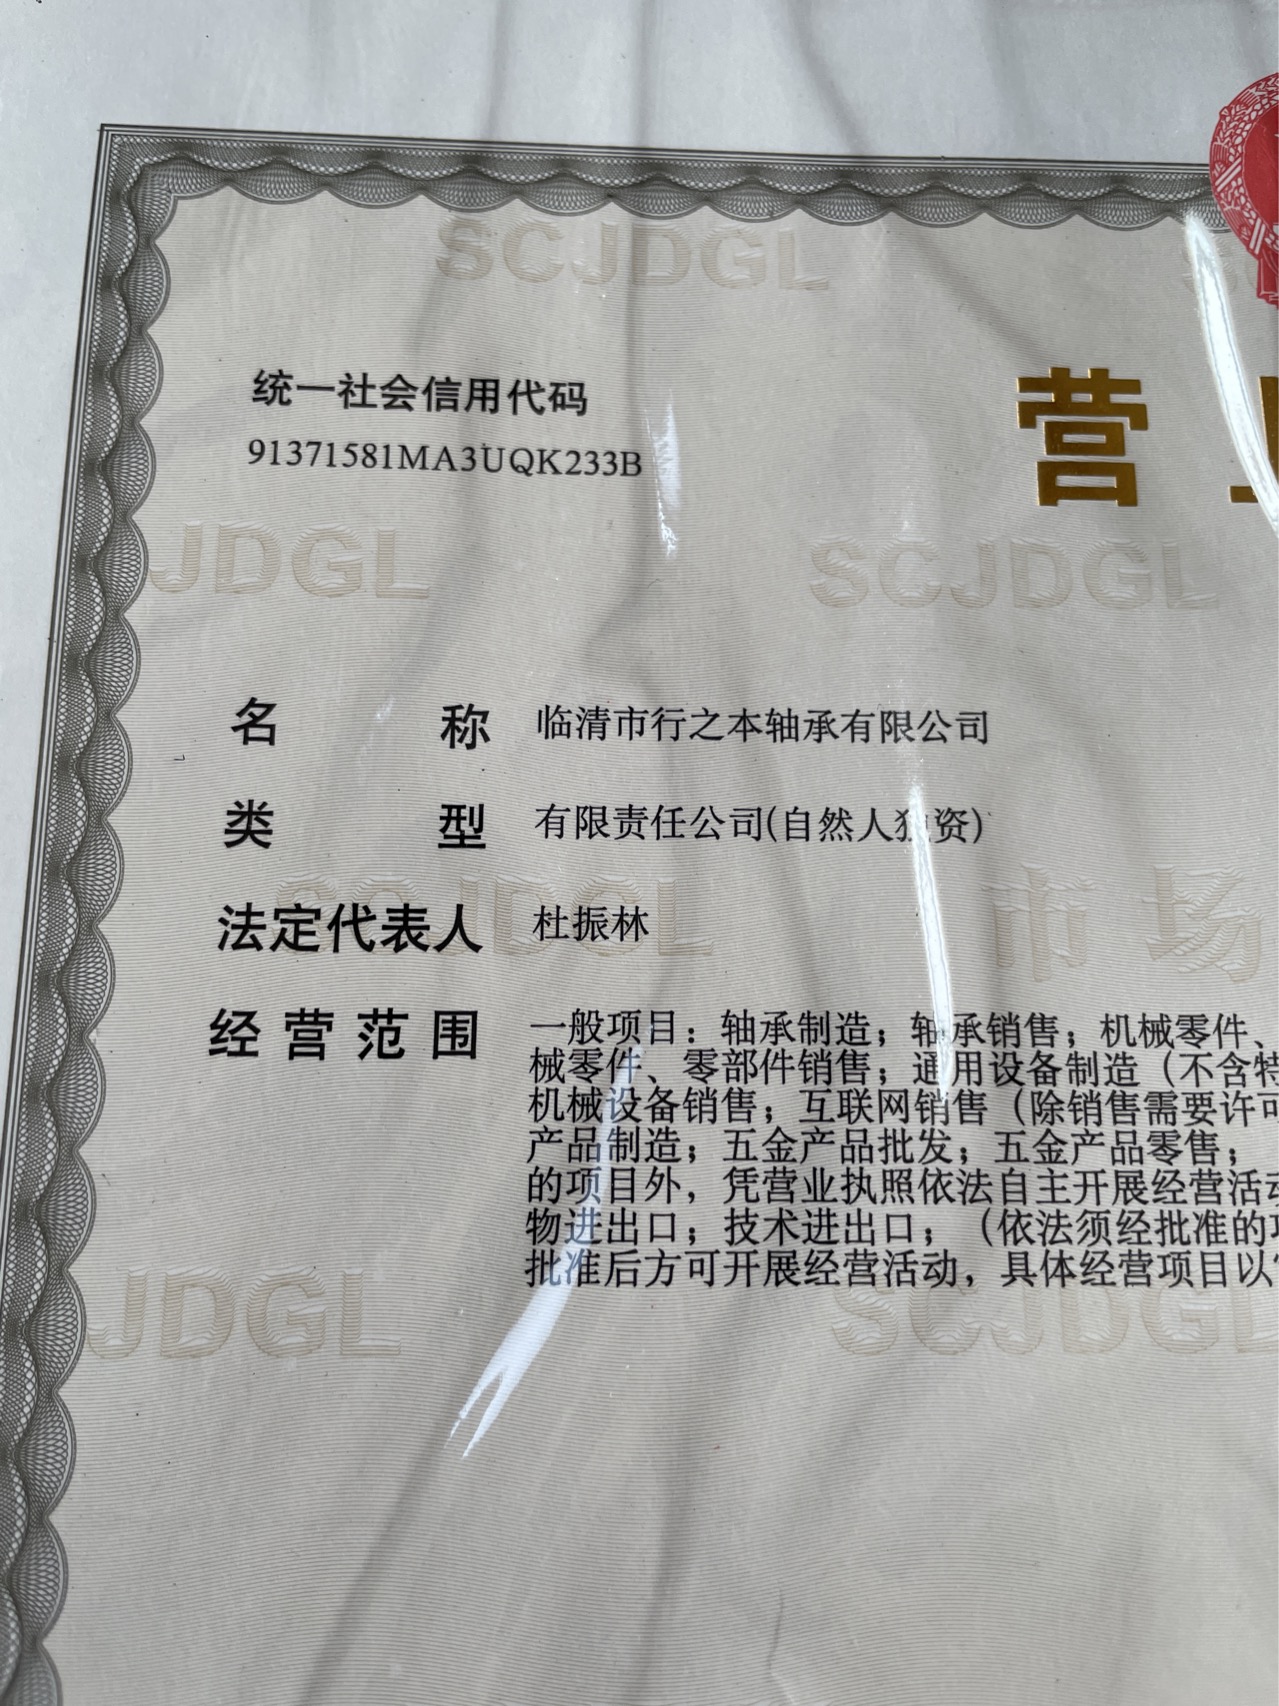 SCJDGL
统一社会信用代码
91371581MA3UQK233B
营
JDGL
SCJDGL
名 称 临清市行之本轴承有限公司
类 型 有限责任公司(自然人独资)
SCJDGL
市场
法定代表人 杜振林
经营范围 一般项目：轴承制造；轴承销售；机械零件、
械零件、零部件销售；通用设备制造（不含特
机械设备销售；互联网销售（除销售需要许可
产品制造；五金产品批发；五金产品零售；
的项目外，凭营业执照依法自主开展经营活动
物进出口；技术进出口；（依法须经批准的项
批准后方可开展经营活动，具体经营项目以
JDGL
SCJDGL